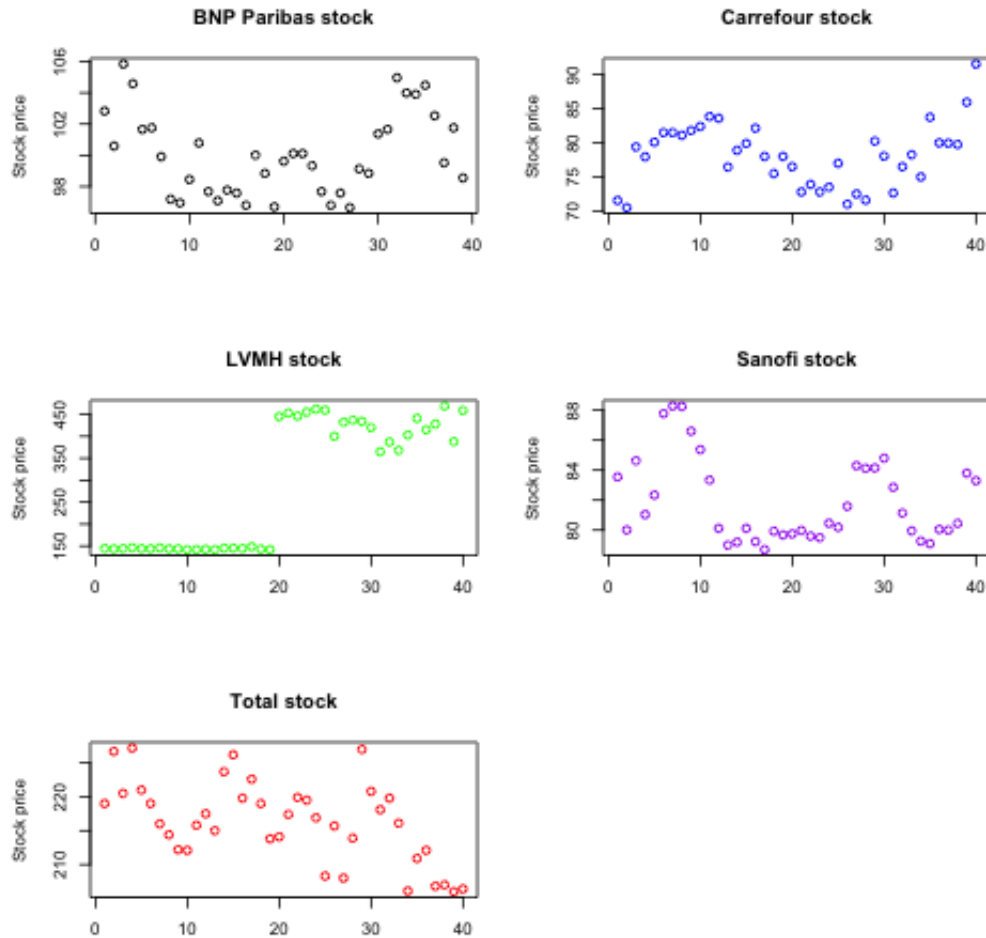 BNP Paribas stock
Stock price
98 102 106
0 10 20 30 40
Carrefour stock
Stock price
70 75 80 85 90
0 10 20 30 40
LVMH stock
Stock price
150 250 350 450
0 10 20 30 40
Sanofi stock
Stock price
80 84 88
0 10 20 30 40
Total stock
Stock price
210 220
0 10 20 30 40